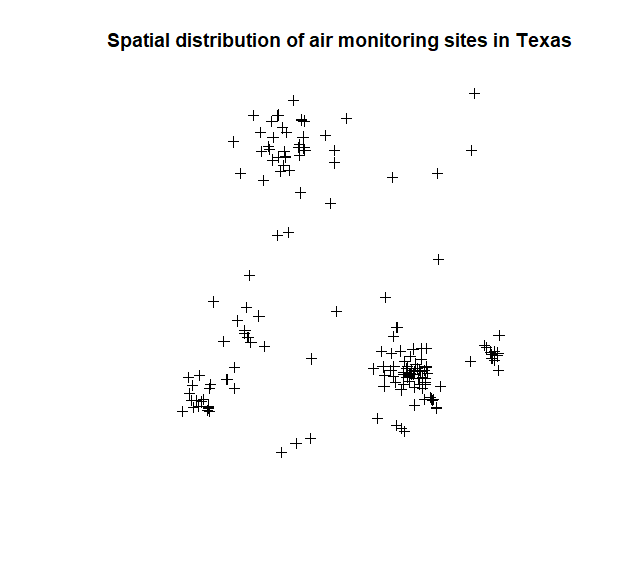 Spatial distribution of air monitoring sites in Texas